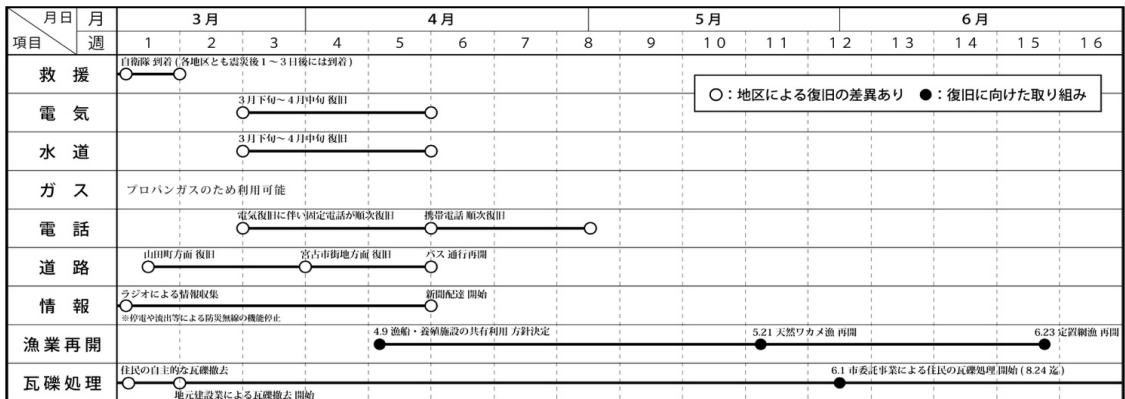 月日 月 3月 4月 5月 6月
項目 週 1 2 3 4 5 6 7 8 9 10 11 12 13 14 15 16
救援 自衛隊 到着(各地区とも震災後1～3日後には到着)
○:地区による復旧の差異あり ●:復旧に向けた取り組み
電気 3月下旬～4月中旬 復旧
水道 3月下旬～4月中旬 復旧
ガス プロパンガスのため利用可能
電話 電気復旧に伴い固定電話が順次復旧 携帯電話 順次復旧
道路 山田町方面 復旧 宮古市街地方面 復旧 バス 通行再開
情報 ラジオによる情報収集 新聞配達 開始
※停電や流出等による防災無線の機能停止
漁業再開 4.9 漁船・養殖施設の共有利用 方針決定 5.21 天然ワカメ漁 再開 6.23 定置網漁 再開
瓦礫処理 住民の自主的な瓦礫撤去 6.1 市委託事業による住民の瓦礫処理 開始(8.24 迄)
地元建設業による瓦礫撤去 開始